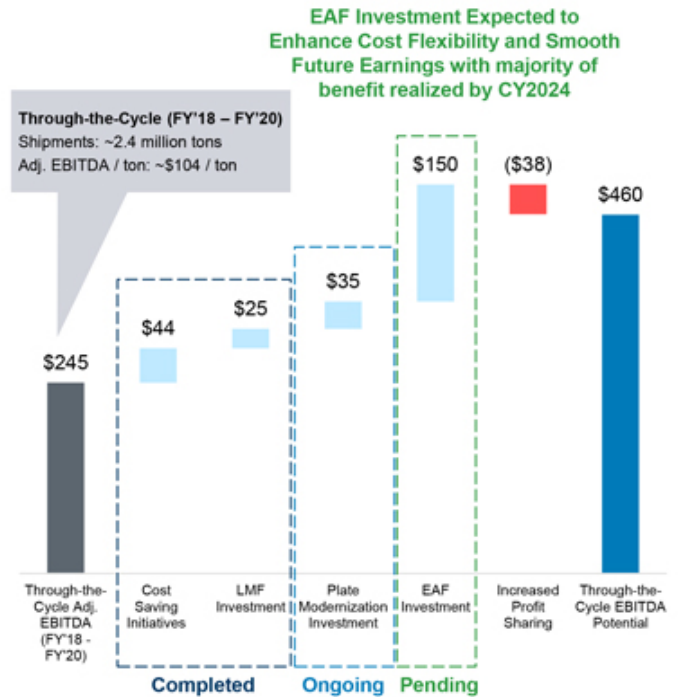 EAF Investment Expected to
Enhance Cost Flexibility and Smooth
Future Earnings with majority of
benefit realized by CY2024
Through-the-Cycle (FY'18 – FY'20)
Shipments: ~2.4 million tons
Adj. EBITDA / ton: ~$104 / ton
$245
$44
$25
$35
$150
($38)
$460
Through-the-
Cycle Adj.
EBITDA
(FY'18 -
FY'20)
Cost
Saving
Initiatives
LMF
Investment
Plate
Modernization
Investment
EAF
Investment
Increased
Profit
Sharing
Through-the-
Cycle EBITDA
Potential
Completed
Ongoing
Pending